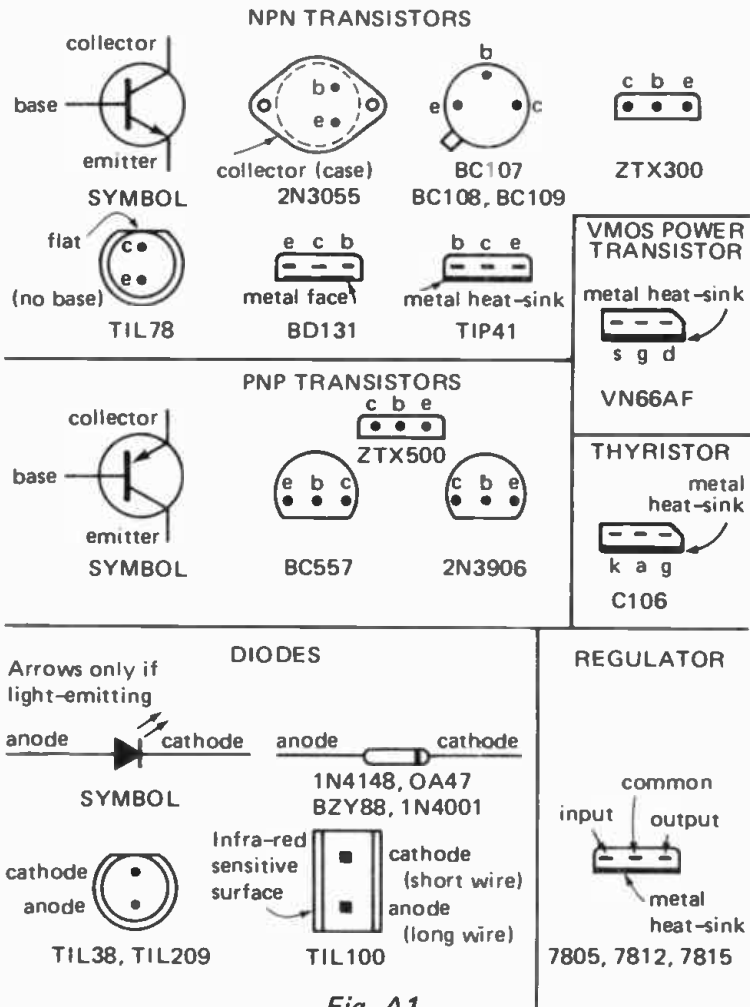 NPN TRANSISTORS
collector
base
emitter
SYMBOL
b
e
collector (case)
2N3055
b
e
c
BC107
BC108, BC109
c b e
ZTX300
flat
c
e
(no base)
TIL78
e c b
metal face
BD131
b c e
metal heat-sink
TIP41
VMOS POWER
TRANSISTOR
metal heat-sink
s g d
VN66AF
PNP TRANSISTORS
collector
base
emitter
SYMBOL
c b e
ZTX500
e b c
BC557
c b e
2N3906
THYRISTOR
metal
heat-sink
k a g
C106
DIODES
Arrows only if
light-emitting
anode
cathode
SYMBOL
anode
cathode
1N4148, OA47
BZY88, 1N4001
cathode
anode
TIL38, TIL209
Infra-red
sensitive
surface
cathode
(short wire)
anode
(long wire)
TIL100
REGULATOR
common
input
output
metal
heat-sink
7805, 7812, 7815
Fig. A1